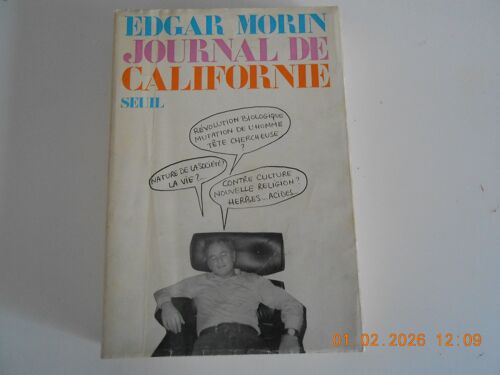 EDGAR MORIN
JOURNAL DE
CALIFORNIE
SEUIL
RÉVOLUTION BIOLOGIQUE
MUTATION DE L'HOMME
TÊTE CHERCHEUSE
?
NATURE DE LA SOCIÉTÉ?
LA VIE?...
CONTRE CULTURE
NOUVELLE RELIGION?
HERBES... ACIDES...
01.02.2026 12:09